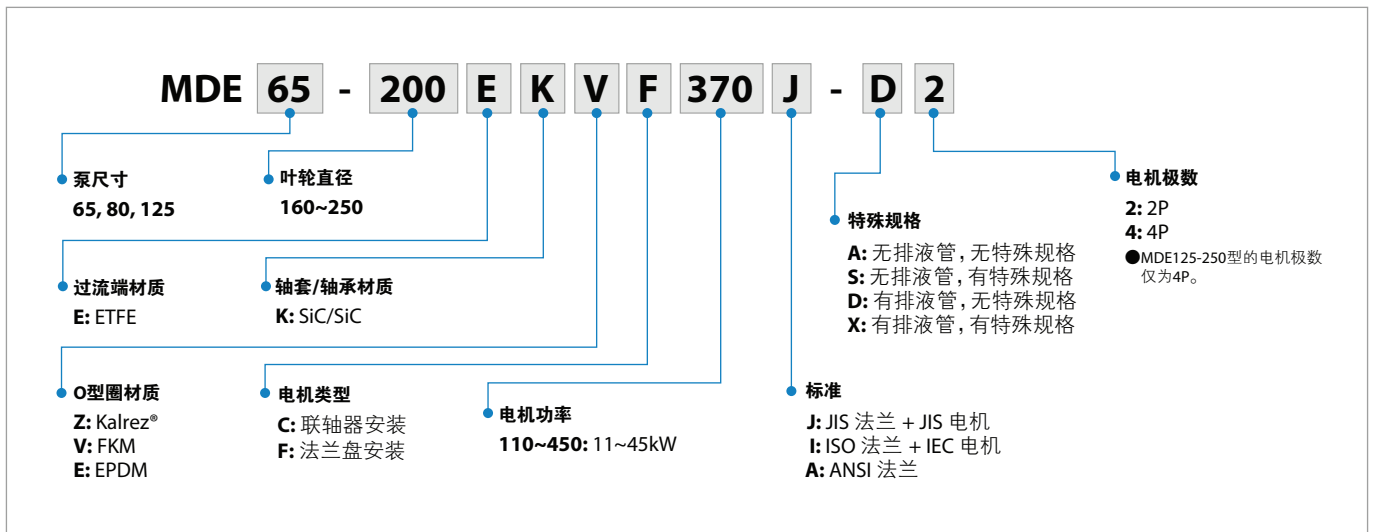 MDE 65 - 200 E K V F 370 J - D 2
泵尺寸
65, 80, 125
叶轮直径
160~250
过流端材质
E: ETFE
轴套/轴承材质
K: SiC/SiC
O型圈材质
Z: Kalrez®
V: FKM
E: EPDM
电机类型
C: 联轴器安装
F: 法兰盘安装
电机功率
110~450: 11~45kW
标准
J: JIS 法兰 + JIS 电机
I: ISO 法兰 + IEC 电机
A: ANSI 法兰
特殊规格
A: 无排液管，无特殊规格
S: 无排液管，有特殊规格
D: 有排液管，无特殊规格
X: 有排液管，有特殊规格
电机极数
2: 2P
4: 4P
●MDE125-250型的电机极数
仅为4P。